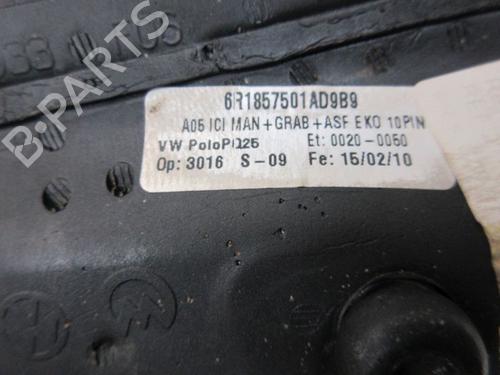 6R1857501AD9B9
A05 ICI MAN+GRAB+ASF EKO 10PIN
VW PoloPQ25 Et: 0020-0050
Op: 3016 S-09 Fe: 15/02/10